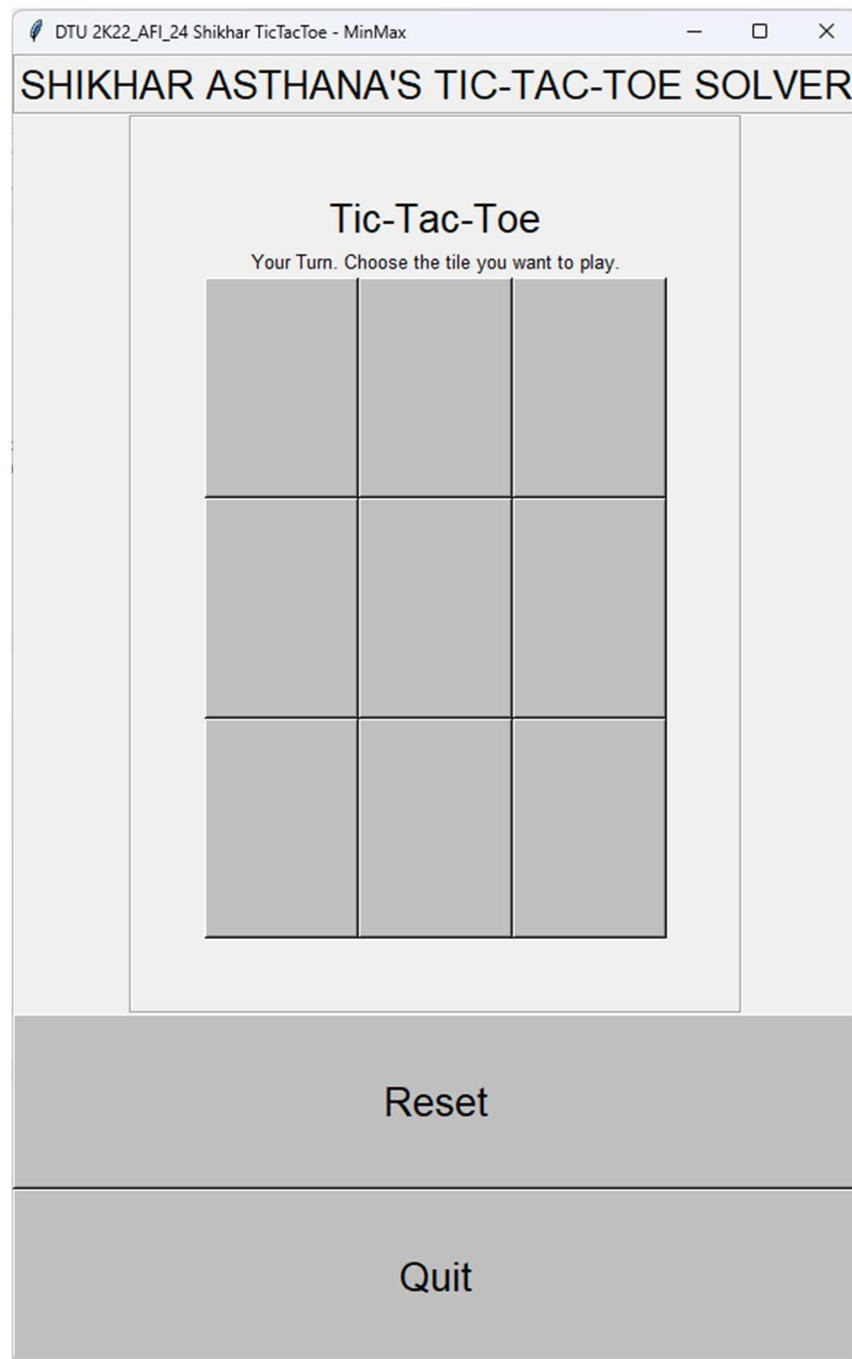 DTU 2K22_AFI_24 Shikhar TicTacToe - MinMax
SHIKHAR ASTHANA'S TIC-TAC-TOE SOLVER
Tic-Tac-Toe
Your Turn. Choose the tile you want to play.
Reset
Quit